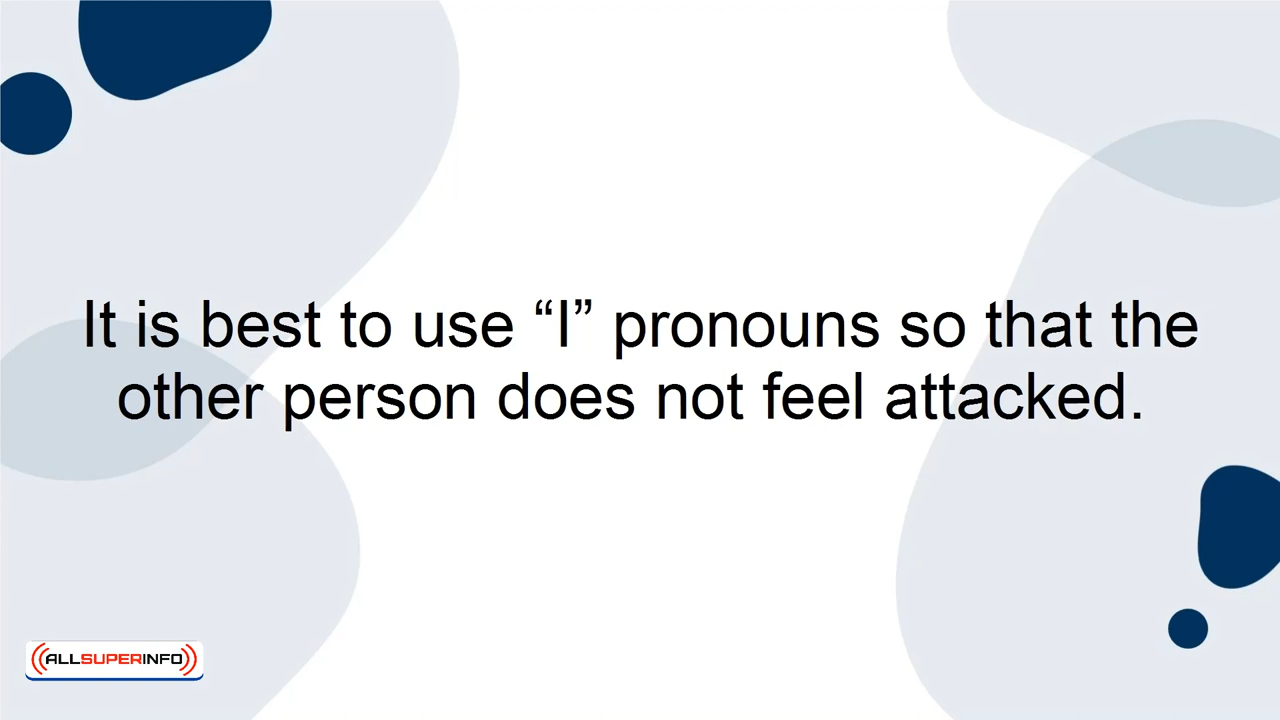 It is best to use “I” pronouns so that the
other person does not feel attacked.
ALLSUPERINFO